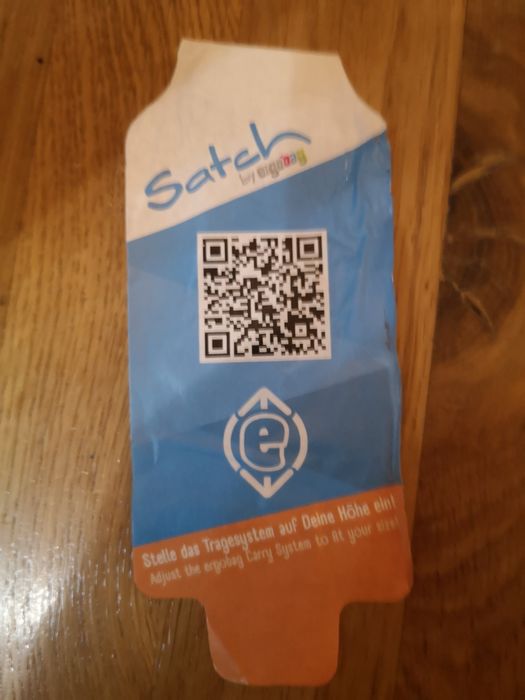 Satch
by ergobag
e
Stelle das Tragesystem auf Deine Höhe ein!
Adjust the ergobag Carry System to fit your size!